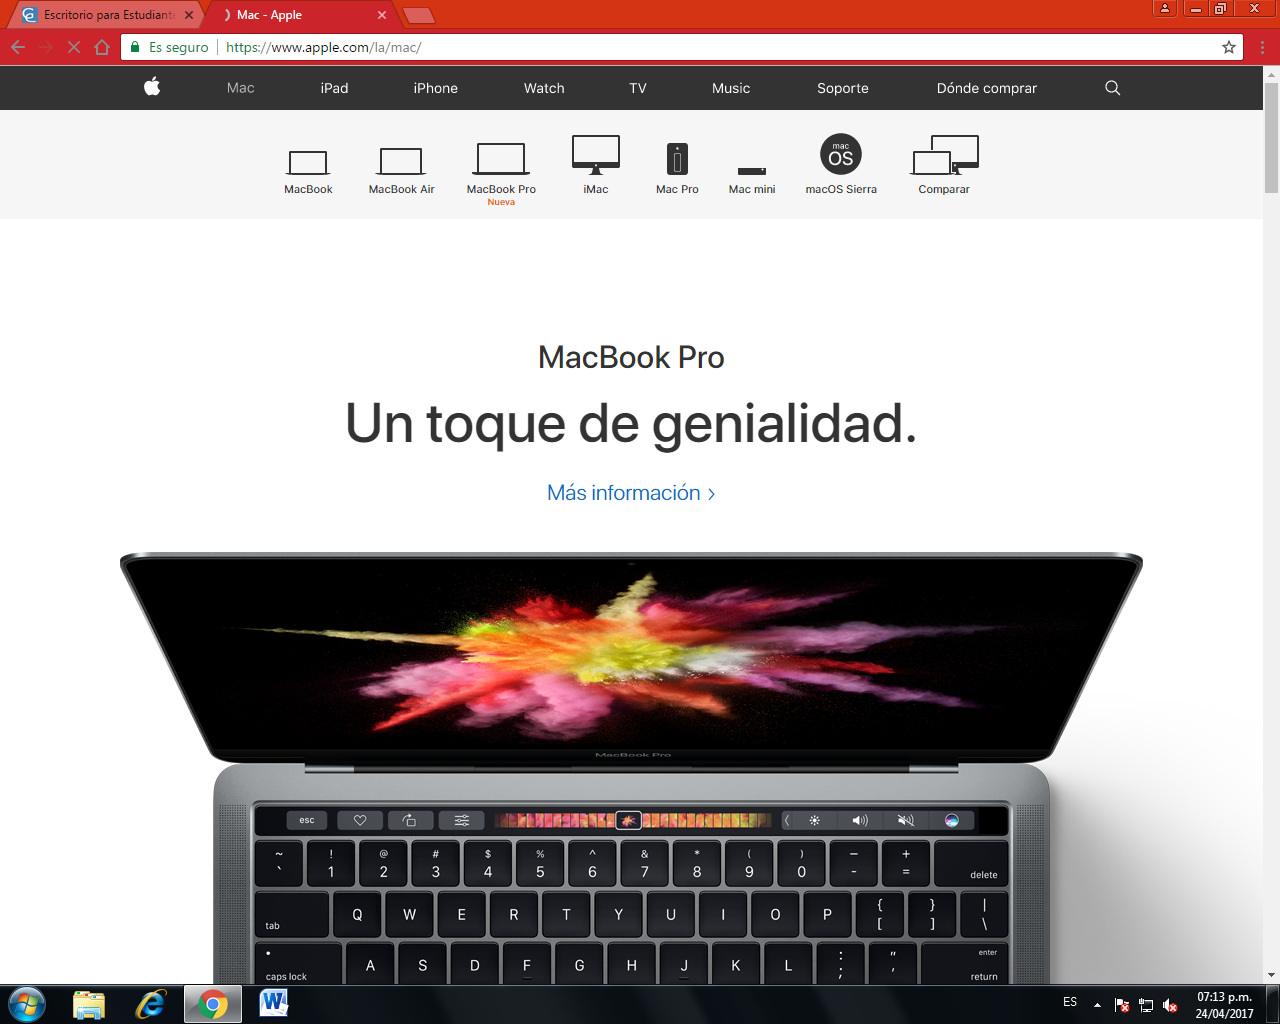 Escritorio para Estudiant
Mac - Apple
Es seguro
https://www.apple.com/la/mac/
Mac iPad iPhone Watch TV Music Soporte Dónde comprar
mac
OS
MacBook MacBook Air MacBook Pro iMac Mac Pro Mac mini macOS Sierra Comparar
Nueva
MacBook Pro
Un toque de genialidad.
Más información >
MacBook Pro
esc
~ ! @ # $ % ^ & * ( ) — +
` 1 2 3 4 5 6 7 8 9 0 - = delete
{ } |
tab Q W E R T Y U I O P [ ] \
: " enter
caps lock A S D F G H J K L ; ' return
W
ES
07:13 p.m.
24/04/2017